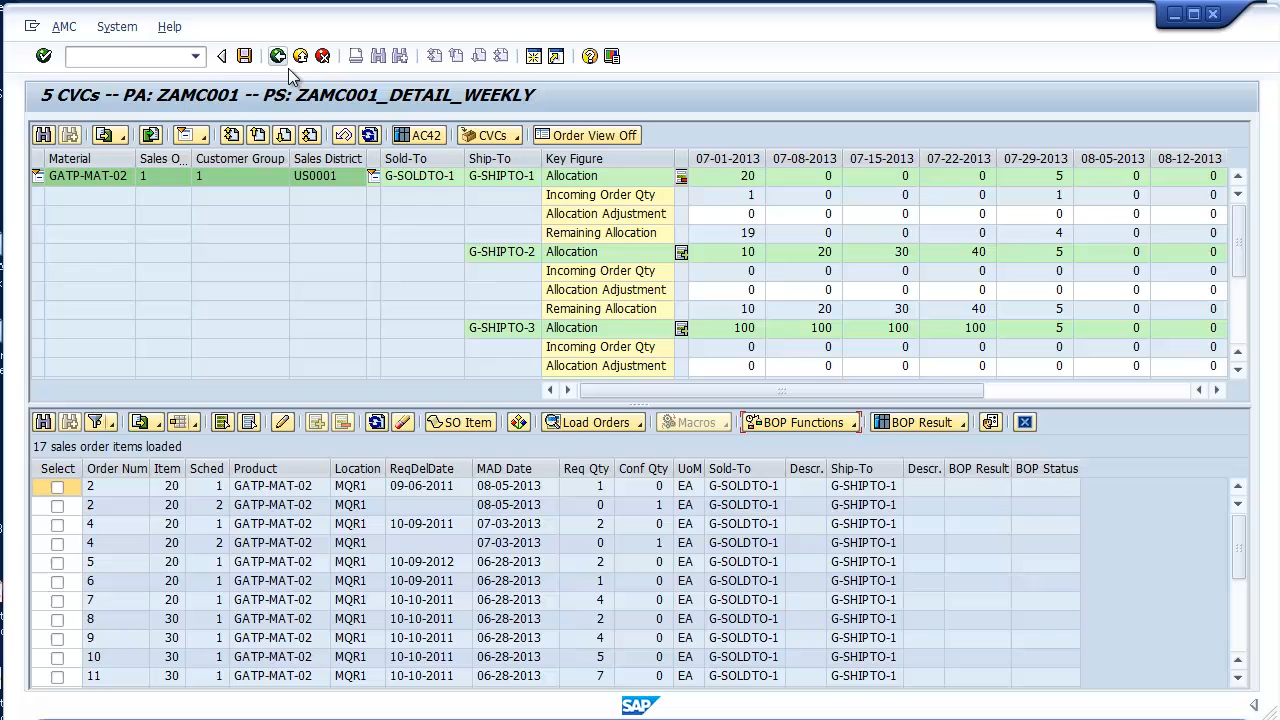 AMC System Help
5 CVCs -- PA: ZAMC001 -- PS: ZAMC001_DETAIL_WEEKLY
AC42 CVCs Order View Off
Material Sales O... Customer Group Sales District Sold-To Ship-To Key Figure 07-01-2013 07-08-2013 07-15-2013 07-22-2013 07-29-2013 08-05-2013 08-12-2013
GATP-MAT-02 1 1 US0001 G-SOLDTO-1 G-SHIPTO-1 Allocation 20 0 0 0 5 0 0
Incoming Order Qty 1 0 0 0 1 0 0
Allocation Adjustment 0 0 0 0 0 0 0
Remaining Allocation 19 0 0 0 4 0 0
G-SHIPTO-2 Allocation 10 20 30 40 5 0 0
Incoming Order Qty 0 0 0 0 0 0 0
Allocation Adjustment 0 0 0 0 0 0 0
Remaining Allocation 10 20 30 40 5 0 0
G-SHIPTO-3 Allocation 100 100 100 100 5 0 0
Incoming Order Qty 0 0 0 0 0 0 0
Allocation Adjustment 0 0 0 0 0 0 0
SO Item Load Orders Macros BOP Functions BOP Result
17 sales order items loaded
Select Order Num Item Sched Product Location ReqDelDate MAD Date Req Qty Conf Qty UoM Sold-To Descr. Ship-To Descr. BOP Result BOP Status
2 20 1 GATP-MAT-02 MQR1 09-06-2011 08-05-2013 1 0 EA G-SOLDTO-1 G-SHIPTO-1
2 20 2 GATP-MAT-02 MQR1 08-05-2013 0 1 EA G-SOLDTO-1 G-SHIPTO-1
4 20 1 GATP-MAT-02 MQR1 10-09-2011 07-03-2013 2 0 EA G-SOLDTO-1 G-SHIPTO-1
4 20 2 GATP-MAT-02 MQR1 07-03-2013 0 1 EA G-SOLDTO-1 G-SHIPTO-1
5 20 1 GATP-MAT-02 MQR1 10-09-2012 06-28-2013 2 0 EA G-SOLDTO-1 G-SHIPTO-1
6 20 1 GATP-MAT-02 MQR1 10-09-2011 06-28-2013 1 0 EA G-SOLDTO-1 G-SHIPTO-1
7 20 1 GATP-MAT-02 MQR1 10-10-2011 06-28-2013 4 0 EA G-SOLDTO-1 G-SHIPTO-1
8 30 1 GATP-MAT-02 MQR1 10-10-2011 06-28-2013 2 0 EA G-SOLDTO-1 G-SHIPTO-1
9 30 1 GATP-MAT-02 MQR1 10-10-2011 06-28-2013 4 0 EA G-SOLDTO-1 G-SHIPTO-1
10 30 1 GATP-MAT-02 MQR1 10-10-2011 06-28-2013 5 0 EA G-SOLDTO-1 G-SHIPTO-1
11 30 1 GATP-MAT-02 MQR1 10-10-2011 06-28-2013 7 0 EA G-SOLDTO-1 G-SHIPTO-1
SAP